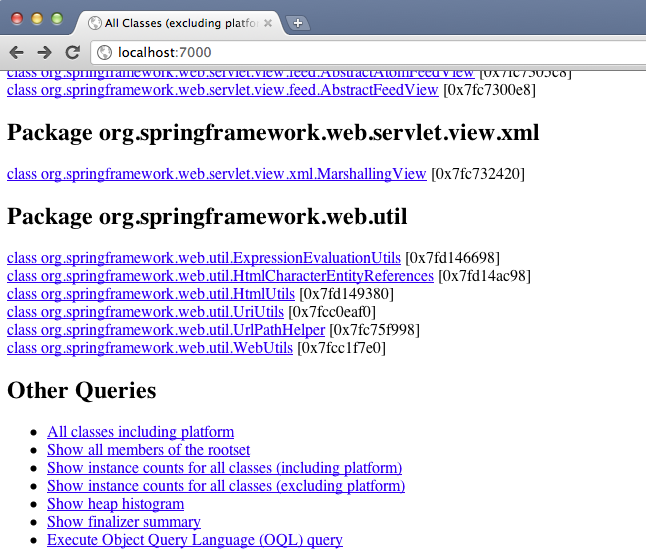 All Classes (excluding platfo
localhost:7000
class org.springframework.web.servlet.view.feed.AbstractAtomFeedView [0x7fc7305c8]
class org.springframework.web.servlet.view.feed.AbstractFeedView [0x7fc7300e8]
Package org.springframework.web.servlet.view.xml
class org.springframework.web.servlet.view.xml.MarshallingView [0x7fc732420]
Package org.springframework.web.util
class org.springframework.web.util.ExpressionEvaluationUtils [0x7fd146698]
class org.springframework.web.util.HtmlCharacterEntityReferences [0x7fd14ac98]
class org.springframework.web.util.HtmlUtils [0x7fd149380]
class org.springframework.web.util.UriUtils [0x7fcc0eaf0]
class org.springframework.web.util.UrlPathHelper [0x7fc75f998]
class org.springframework.web.util.WebUtils [0x7fcc1f7e0]
Other Queries
All classes including platform
Show all members of the rootset
Show instance counts for all classes (including platform)
Show instance counts for all classes (excluding platform)
Show heap histogram
Show finalizer summary
Execute Object Query Language (OQL) query